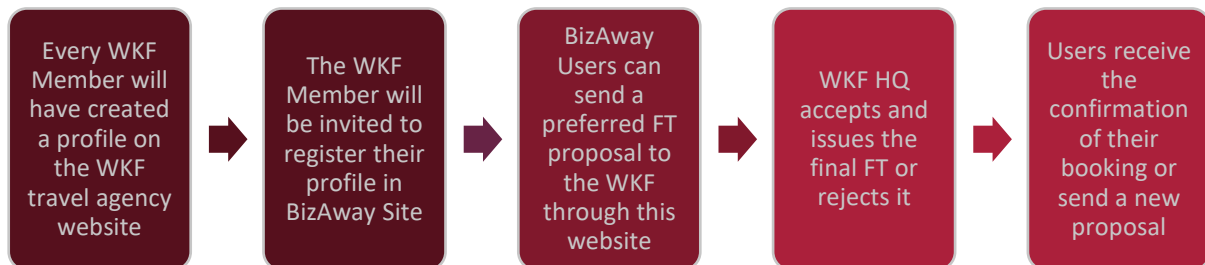 Every WKF
Member will
have created
a profile on
the WKF
travel agency
website
The WKF
Member will
be invited to
register their
profile in
BizAway Site
BizAway
Users can
send a
preferred FT
proposal to
the WKF
through this
website
WKF HQ
accepts and
issues the
final FT or
rejects it
Users receive
the
confirmation
of their
booking or
send a new
proposal